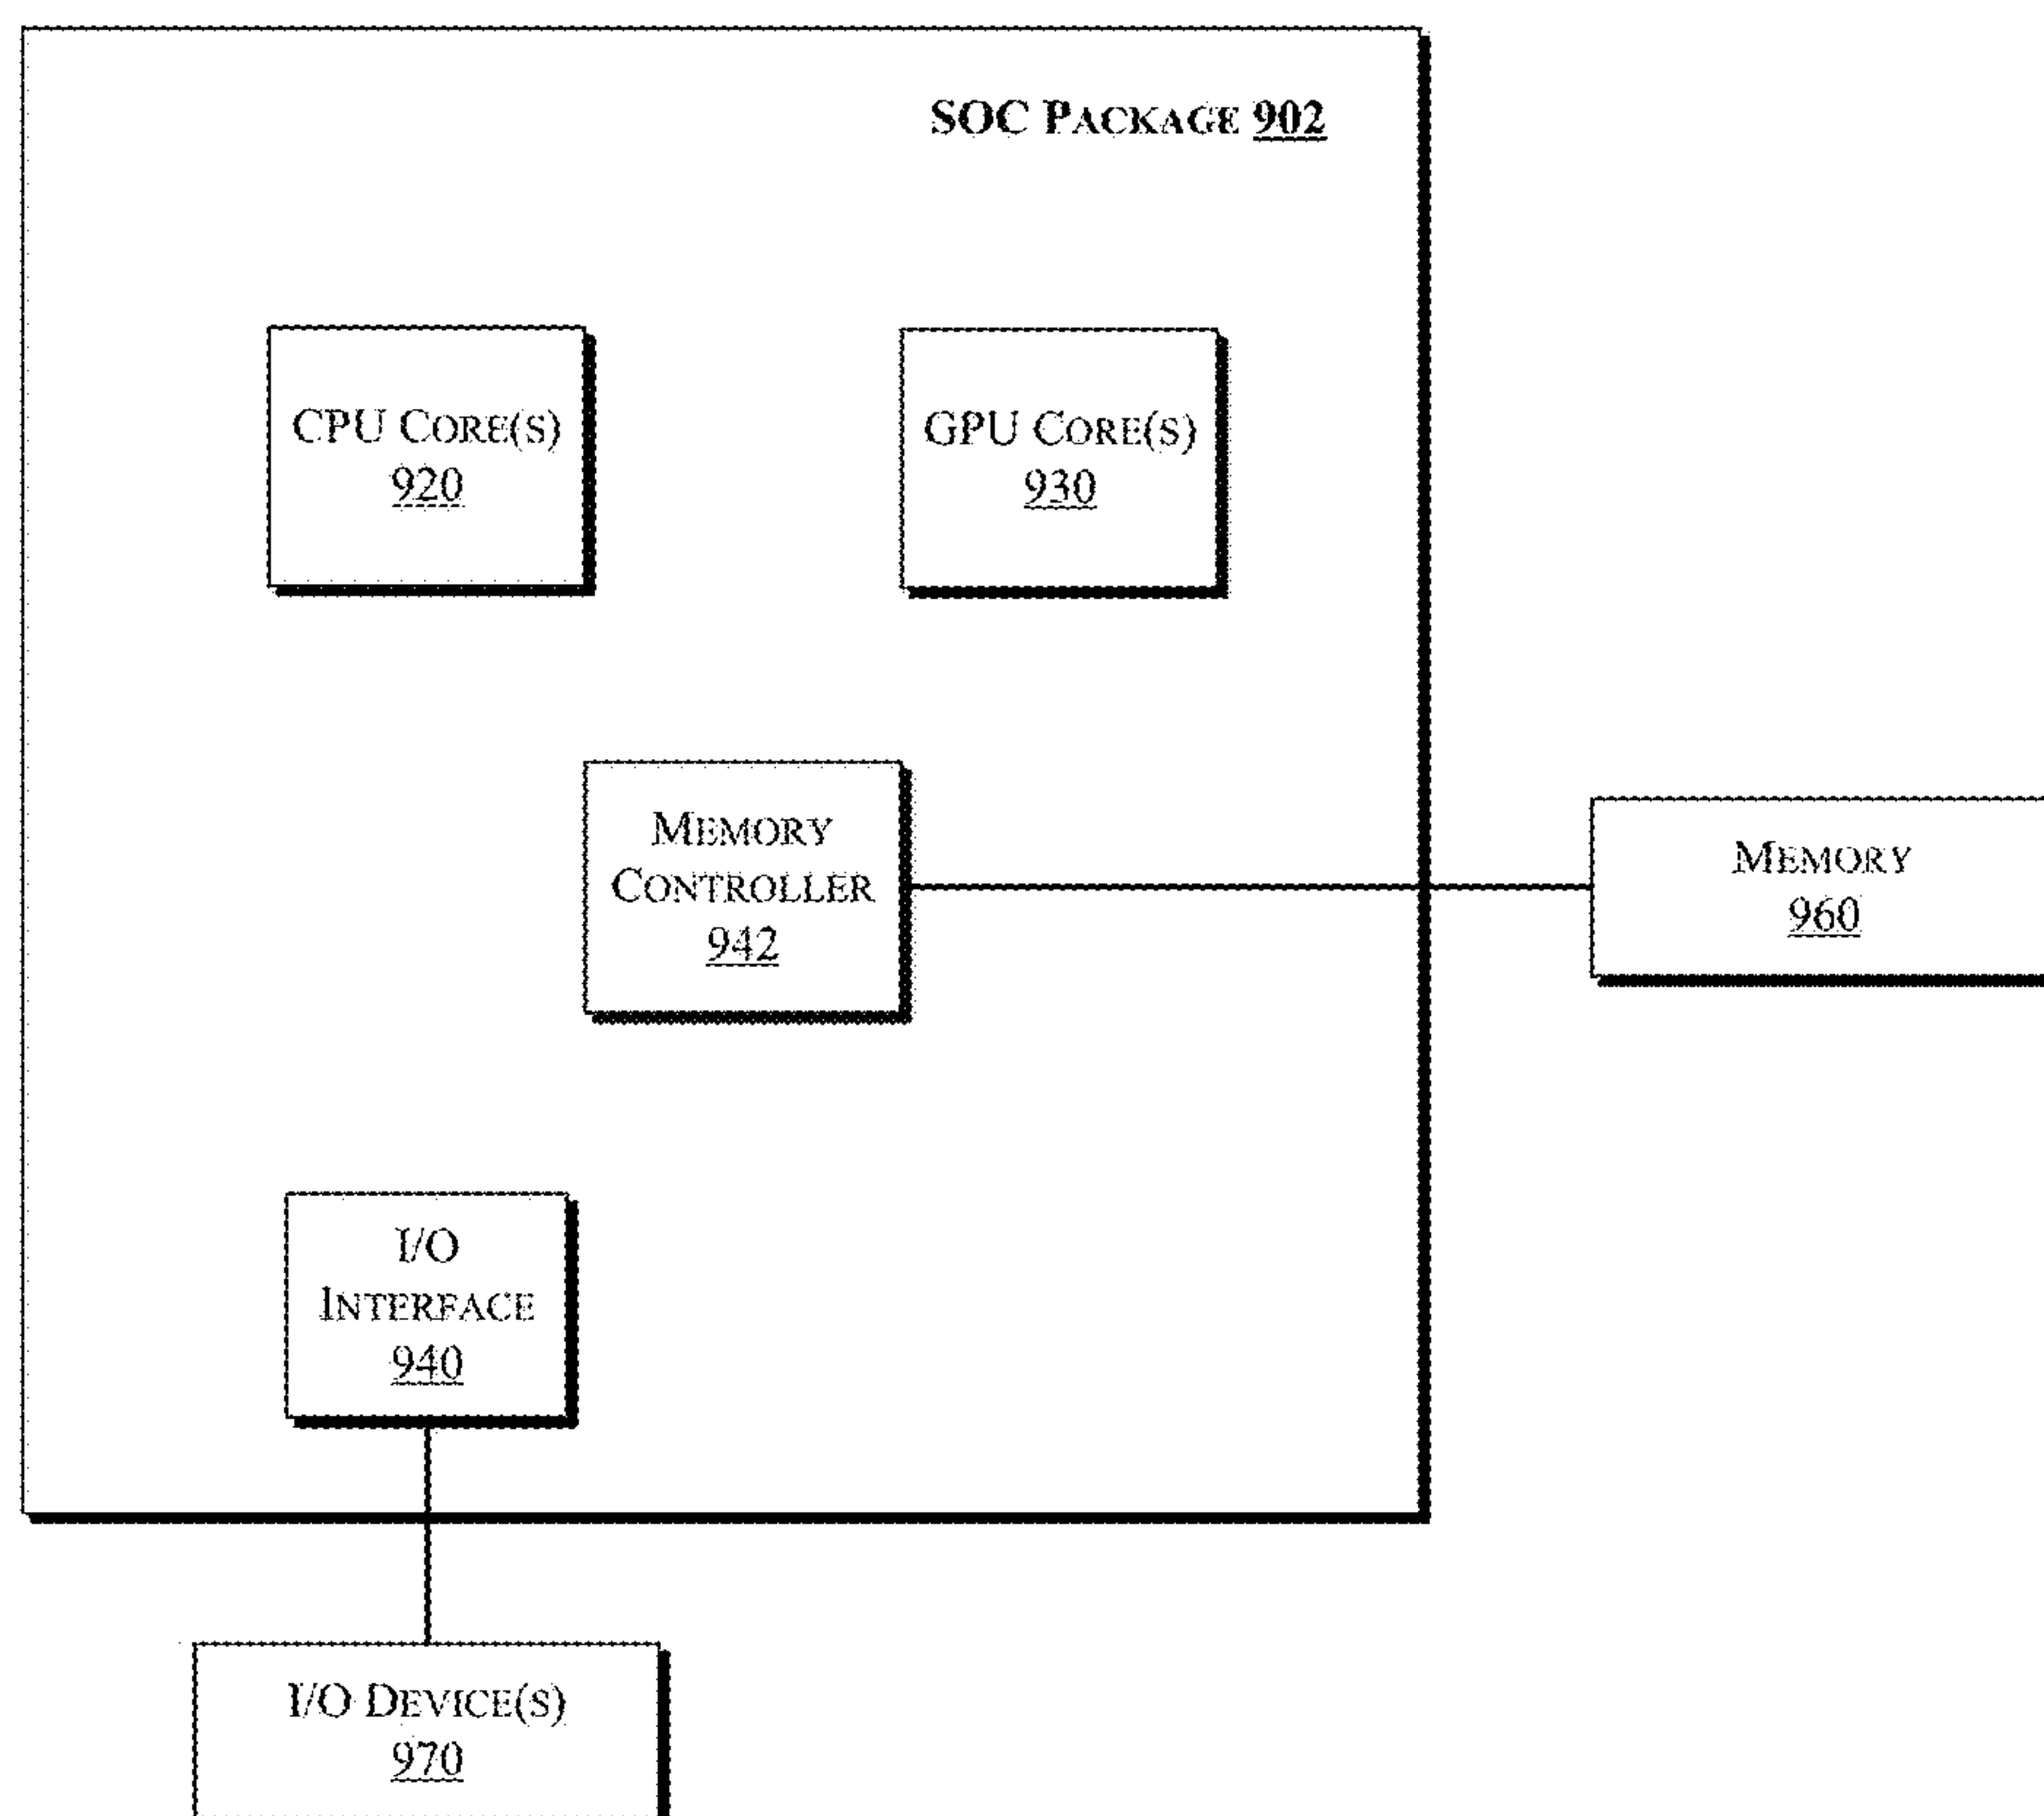 SOC PACKAGE 902
CPU CORE(S)
920
GPU CORE(S)
930
MEMORY
CONTROLLER
942
MEMORY
960
I/O
INTERFACE
940
I/O DEVICE(S)
970